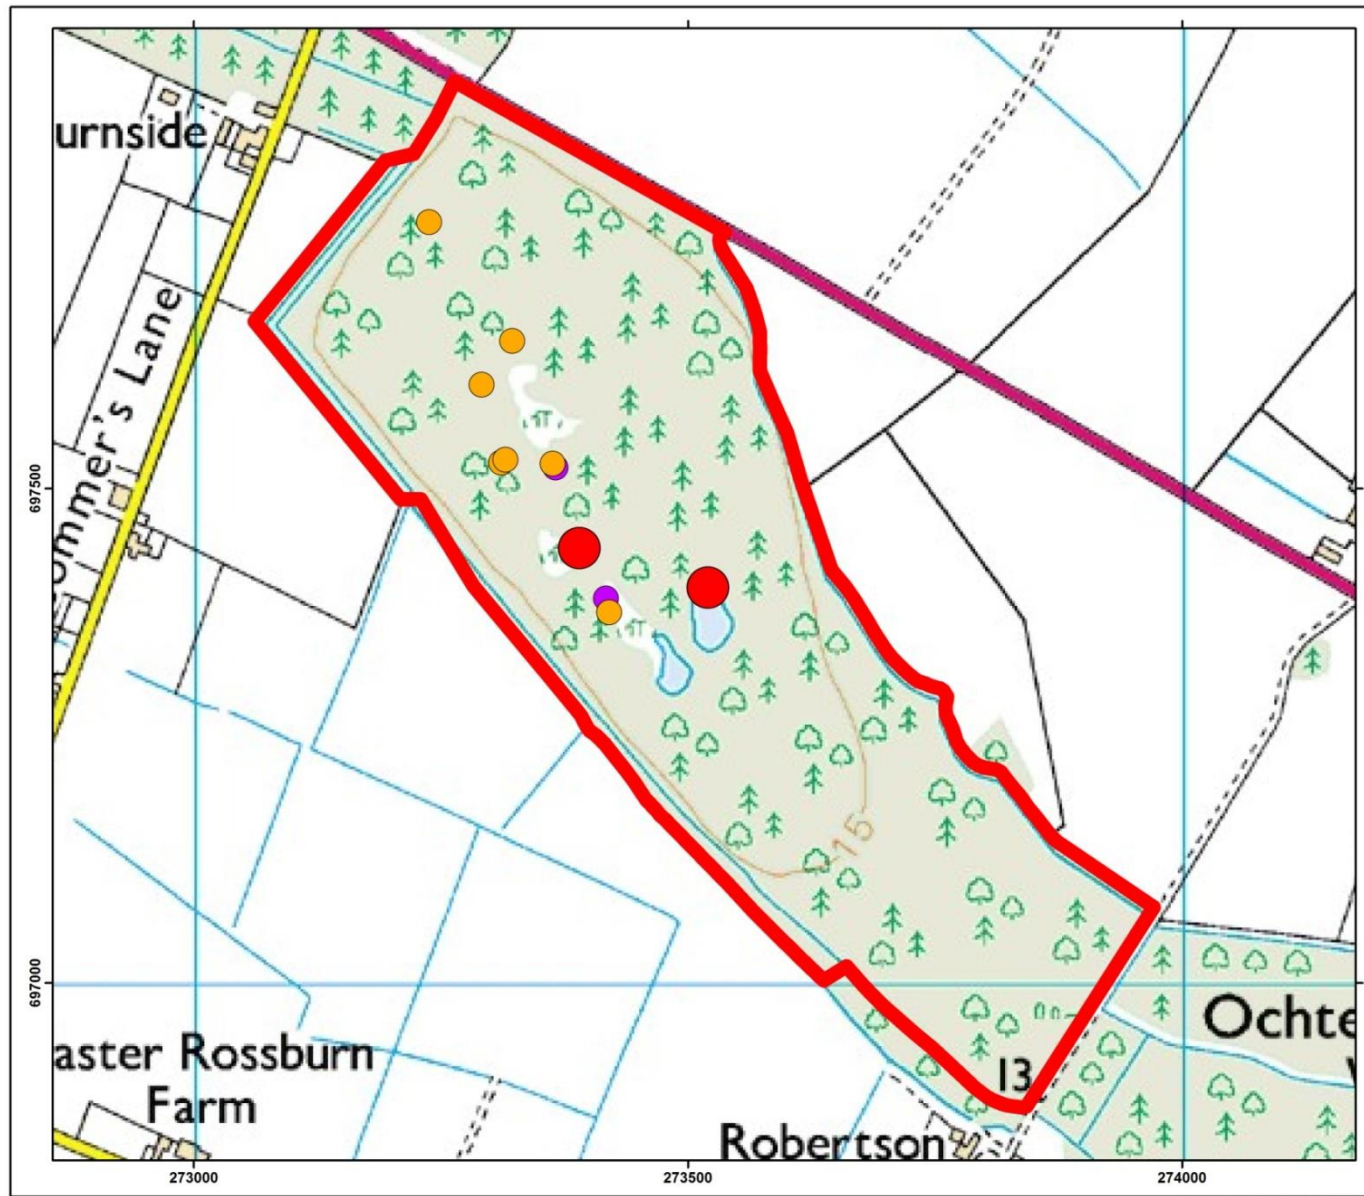 urnside
ommer's Lane
697500
15
697000
Ochte
13
aster Rossburn
Farm
Robertson
273000
273500
274000